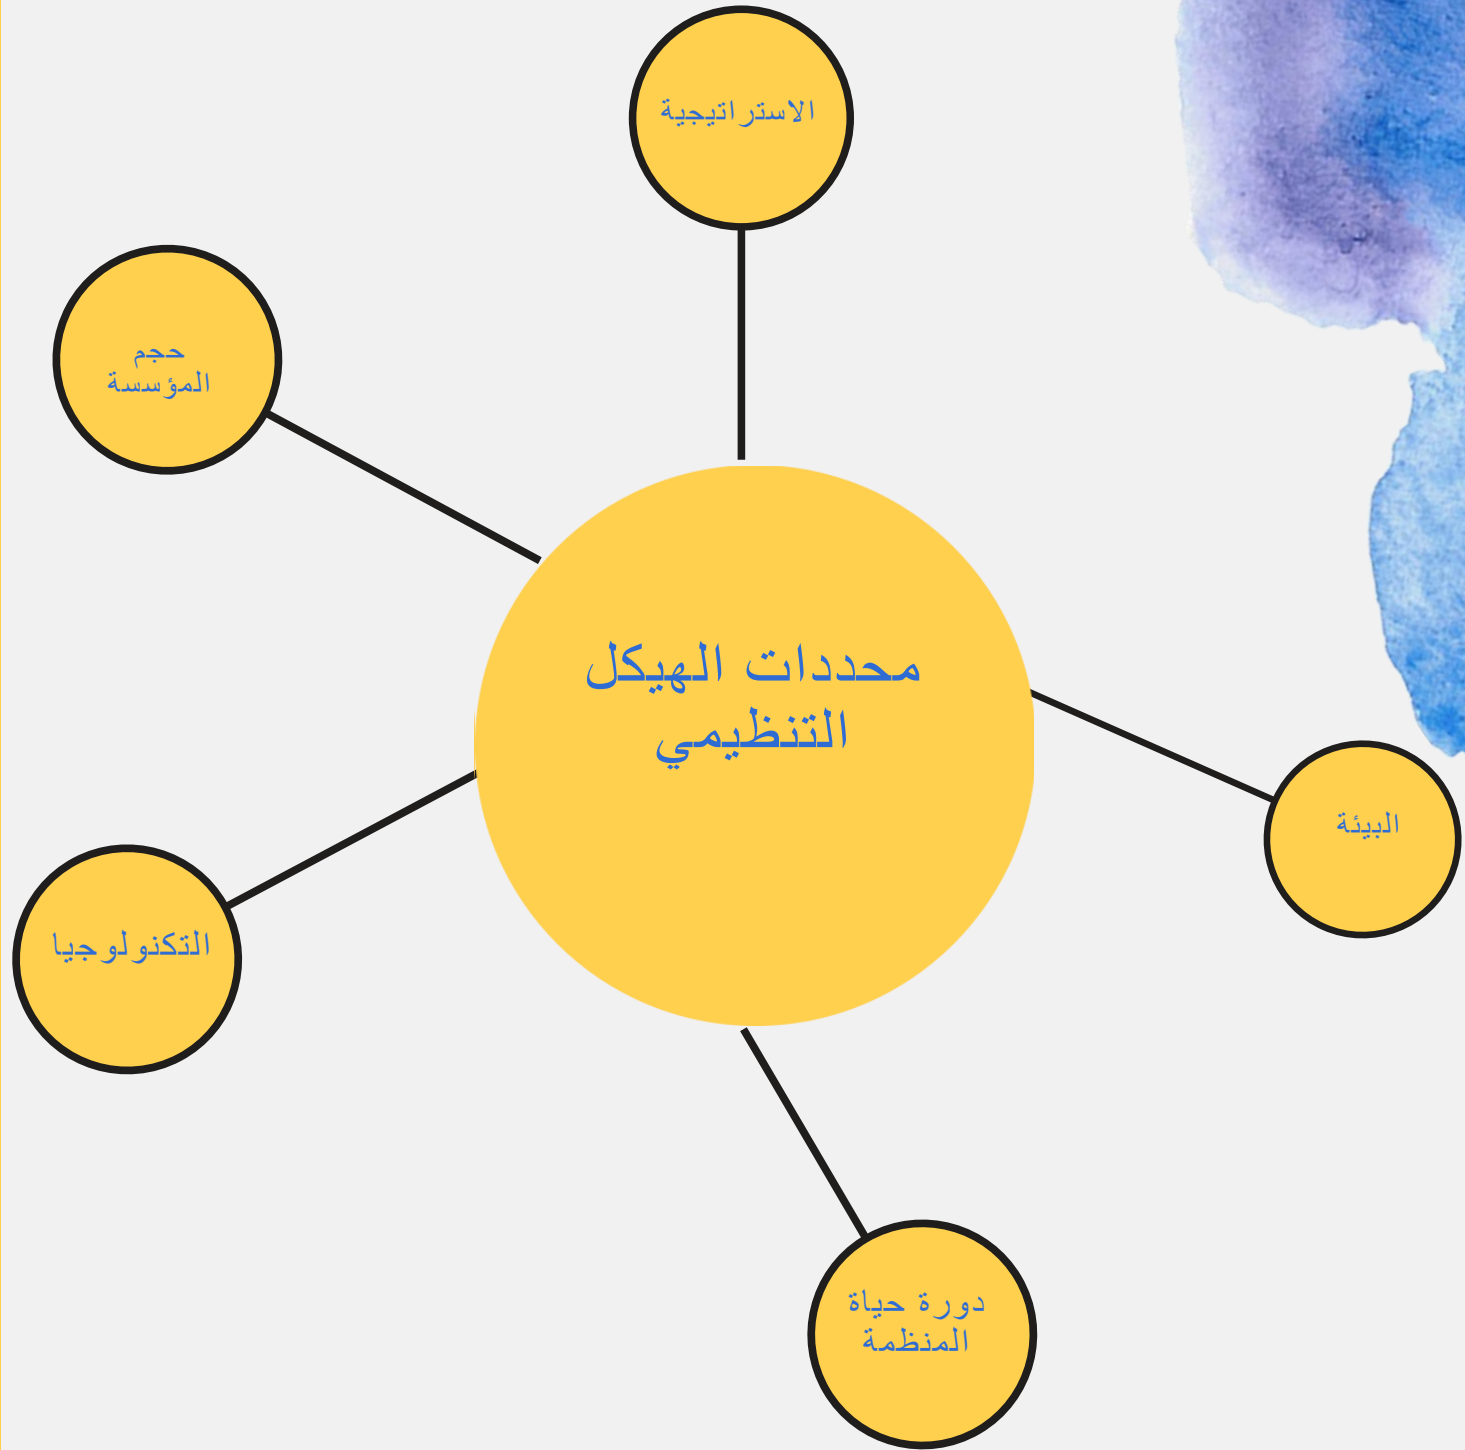 الاستراتيجية
حجم
المؤسسة
محددات الهيكل
التنظيمي
البيئة
التكنولوجيا
دورة حياة
المنظمة